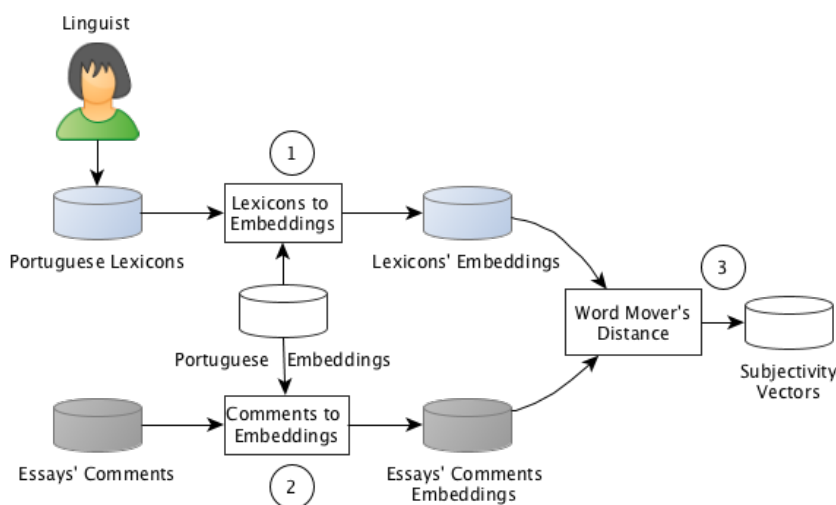 Linguist
1
Lexicons to
Embeddings
Portuguese Lexicons
Lexicons' Embeddings
3
Word Mover's
Distance
Portuguese Embeddings
Subjectivity
Vectors
Comments to
Embeddings
Essays' Comments
Essays' Comments
Embeddings
2